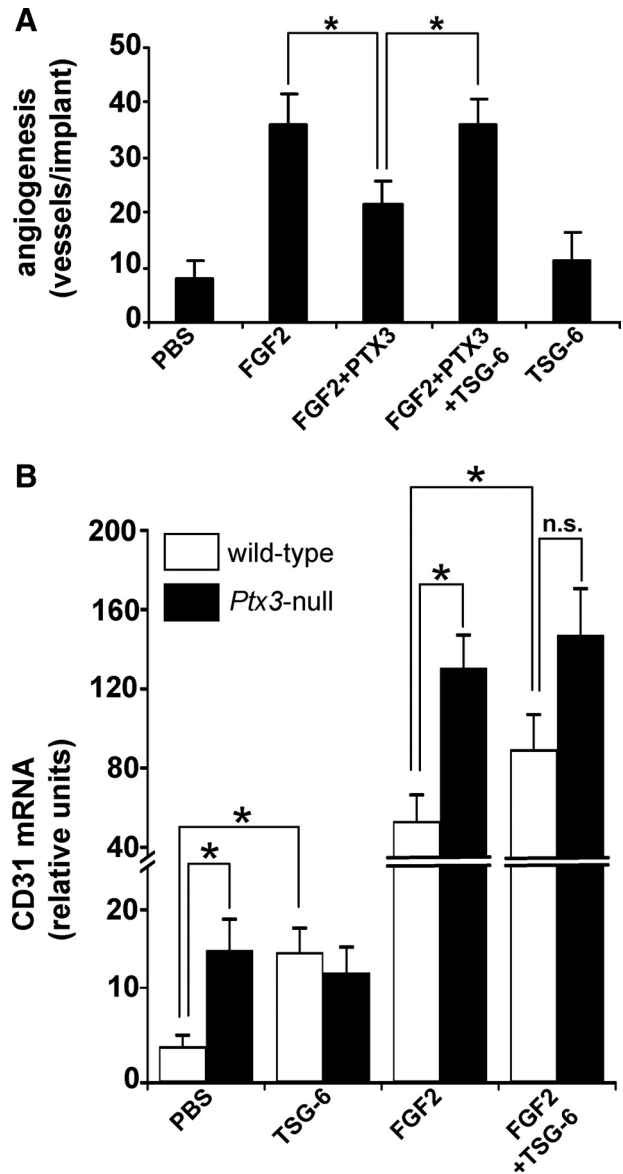 A
angiogenesis
(vessels/implant)
50
40
30
20
10
0
*
*
PBS
FGF2
FGF2+PTX3
FGF2+PTX3
+TSG-6
TSG-6
B
CD31 mRNA
(relative units)
200
160
120
80
40
20
10
0
wild-type
Ptx3-null
*
*
*
*
n.s.
PBS
TSG-6
FGF2
FGF2
+TSG-6